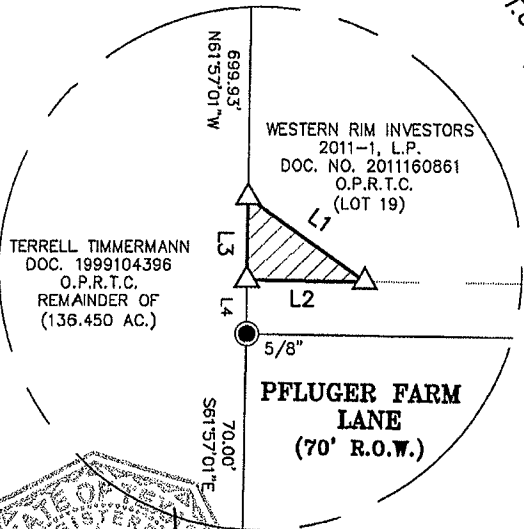 699.93'
N61°57'01"W
WESTERN RIM INVESTORS
2011-1, L.P.
DOC. NO. 2011160861
O.P.R.T.C.
(LOT 19)
L1
TERRELL TIMMERMANN
DOC. 1999104396
O.P.R.T.C.
REMAINDER OF
(136.450 AC.)
L3
L2
L4
5/8"
PFLUGER FARM
LANE
(70' R.O.W.)
70.00'
S61°57'01"E